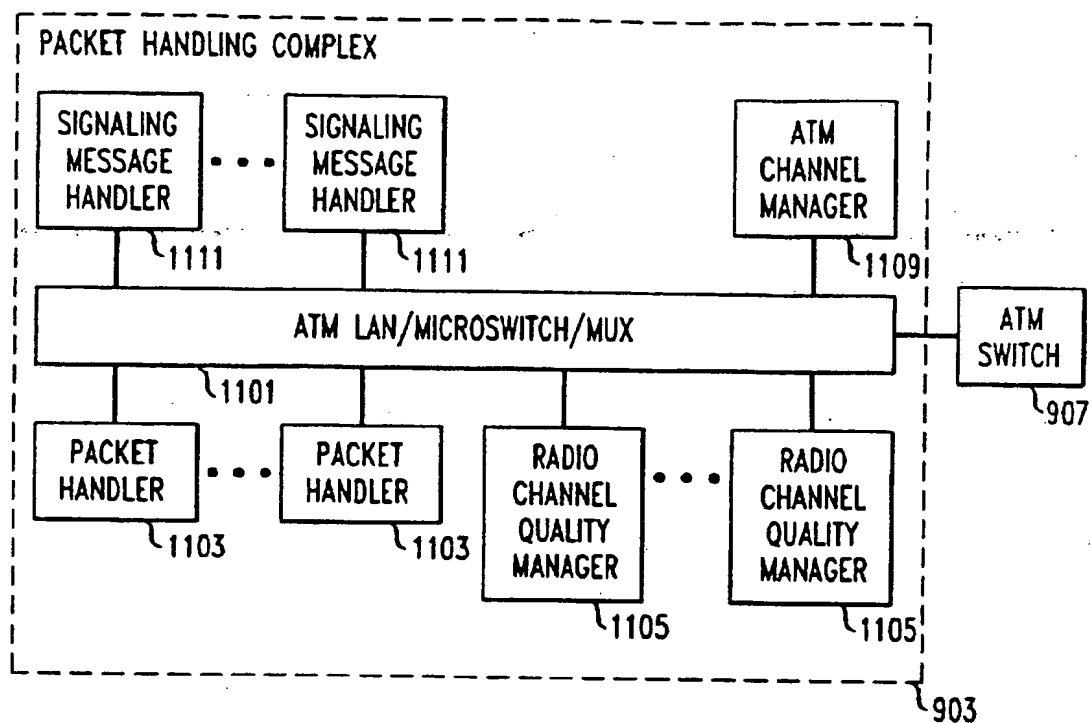 PACKET HANDLING COMPLEX
SIGNALING
MESSAGE
HANDLER
1111
SIGNALING
MESSAGE
HANDLER
1111
ATM
CHANNEL
MANAGER
1109
ATM LAN/MICROSWITCH/MUX
1101
ATM
SWITCH
907
PACKET
HANDLER
1103
PACKET
HANDLER
1103
RADIO
CHANNEL
QUALITY
MANAGER
1105
RADIO
CHANNEL
QUALITY
MANAGER
1105
903